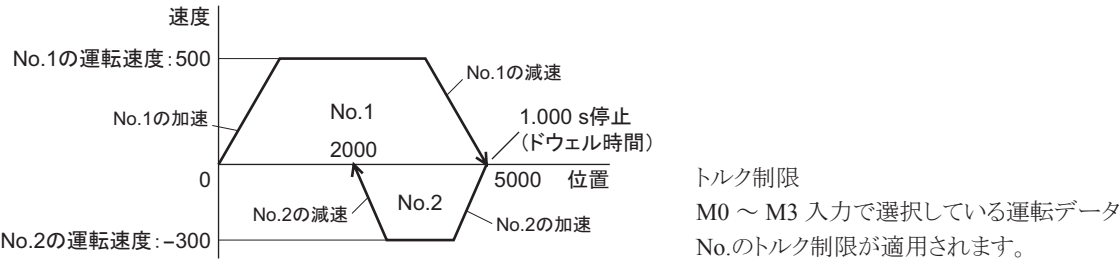 速度
No.1の運転速度：500
No.1の減速
No.1の加速
No.1
1.000 s停止
（ドウェル時間）
2000
0
5000
位置
No.2の減速
No.2
No.2の加速
No.2の運転速度：−300
トルク制限
M0 ～ M3 入力で選択している運転データ
No.のトルク制限が適用されます。